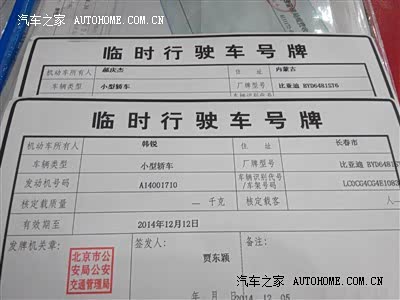 汽车之家 AUTOHOME.COM.CN
临时行驶车号牌
机动车所有人 郝庆杰 住 址 内蒙古
车辆类型 小型轿车 厂牌型号 比亚迪 BYD6481ST6
临时行驶车号牌
机动车所有人 韩锐 住 址 长春市
车辆类型 小型轿车 厂牌型号 比亚迪
发动机号码 A14001710 车辆识别代号/车架号码
核定载质量 — 千克 核定载客 人
有效期至 2014年12月12日
发牌机关章: 签发人: 备注:
北京市公安局公安交通管理局
贾东颖
年 月
汽车之家 AUTOHOME.COM.CN